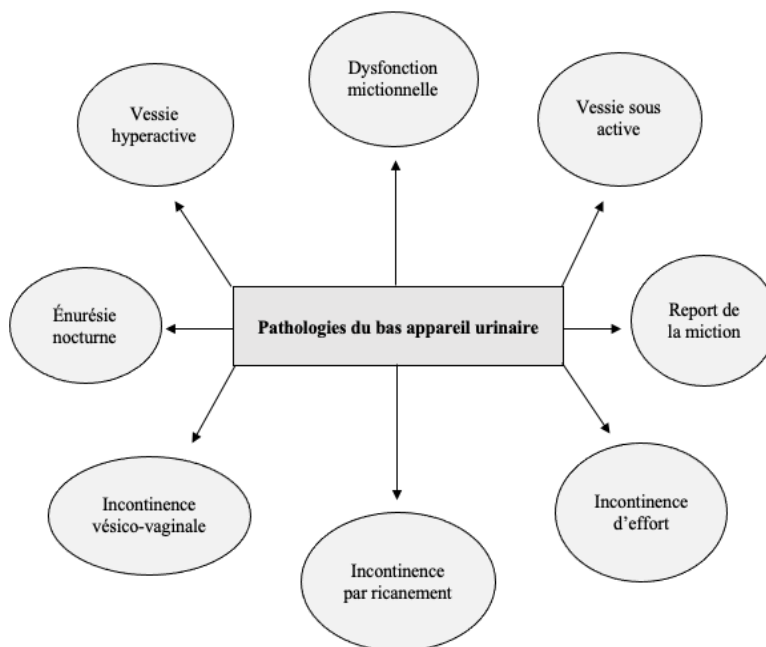 Dysfonction
mictionnelle
Vessie
hyperactive
Vessie sous
active
Énurésie
nocturne
Pathologies du bas appareil urinaire
Report de
la miction
Incontinence
vésico-vaginale
Incontinence
d'effort
Incontinence
par ricanement